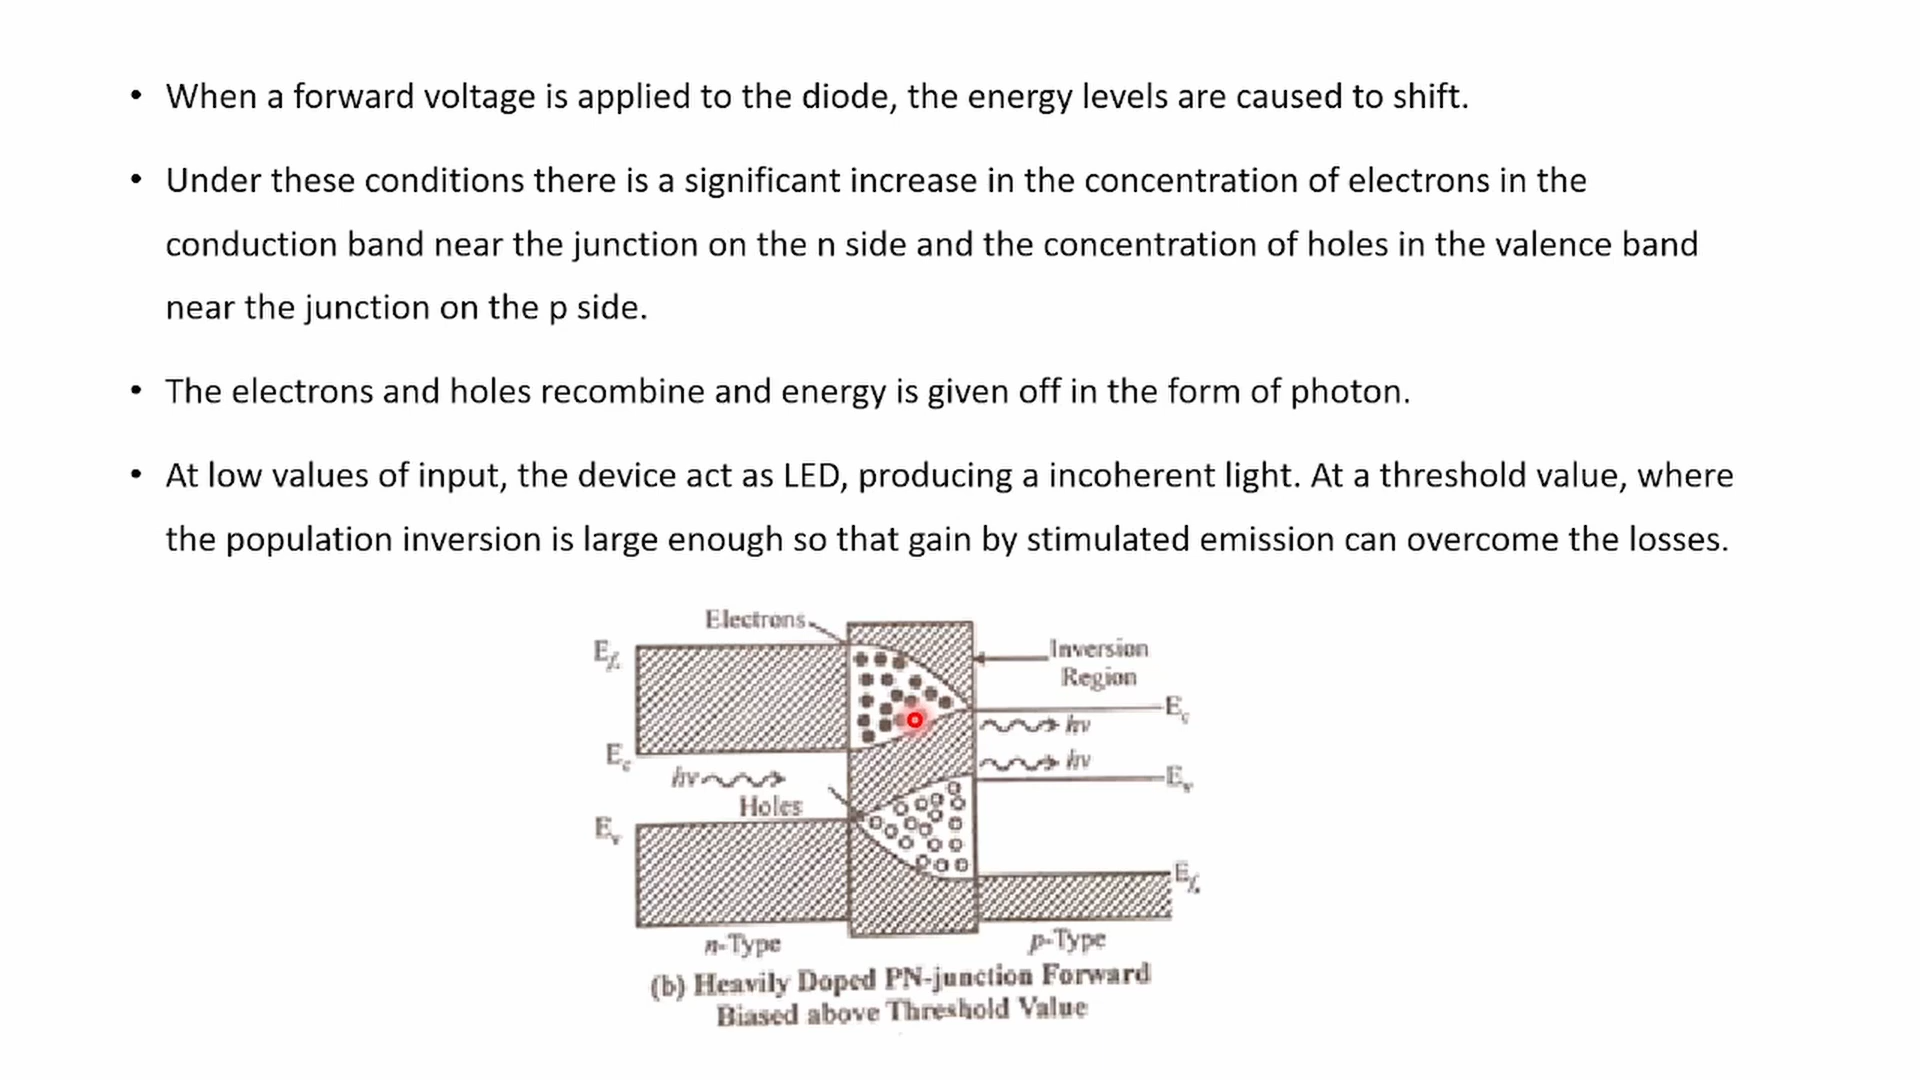 • When a forward voltage is applied to the diode, the energy levels are caused to shift.
• Under these conditions there is a significant increase in the concentration of electrons in the
conduction band near the junction on the n side and the concentration of holes in the valence band
near the junction on the p side.
• The electrons and holes recombine and energy is given off in the form of photon.
• At low values of input, the device act as LED, producing a incoherent light. At a threshold value, where
the population inversion is large enough so that gain by stimulated emission can overcome the losses.
Electrons
Inversion
Region
E_c
hν
hν
E_c
hν
E_v
Holes
E_v
n-Type
p-Type
(b) Heavily Doped PN-junction Forward
Biased above Threshold Value